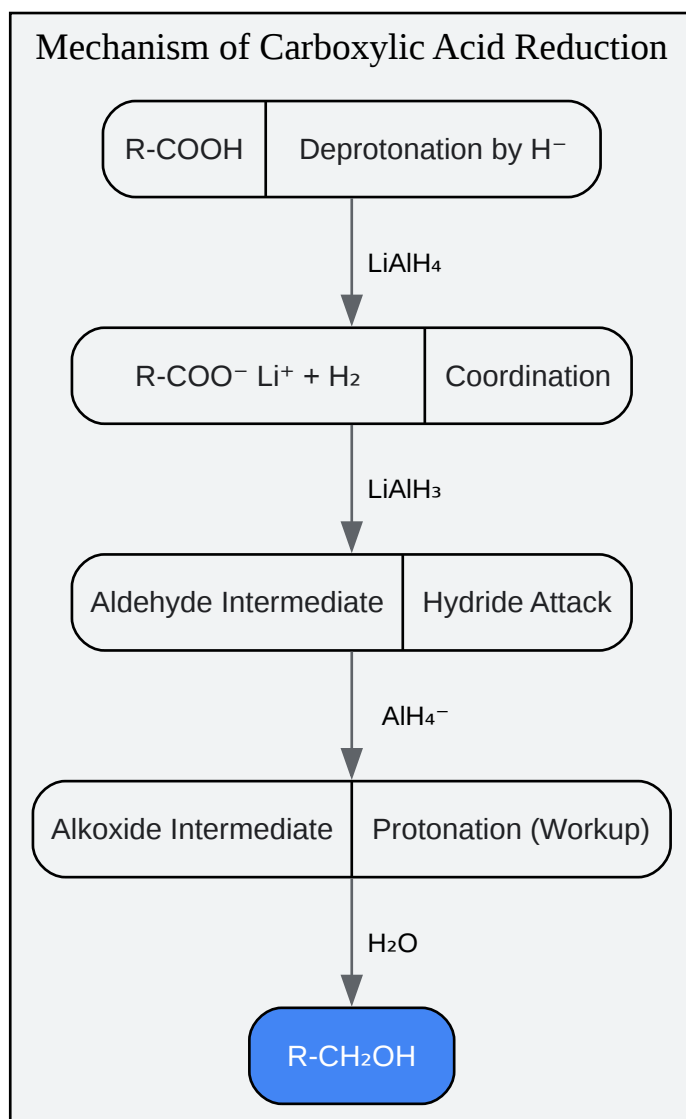 Mechanism of Carboxylic Acid Reduction
R-COOH
Deprotonation by H⁻
LiAlH₄
R-COO⁻ Li⁺ + H₂
Coordination
LiAlH₃
Aldehyde Intermediate
Hydride Attack
AlH₄⁻
Alkoxide Intermediate
Protonation (Workup)
H₂O
R-CH₂OH